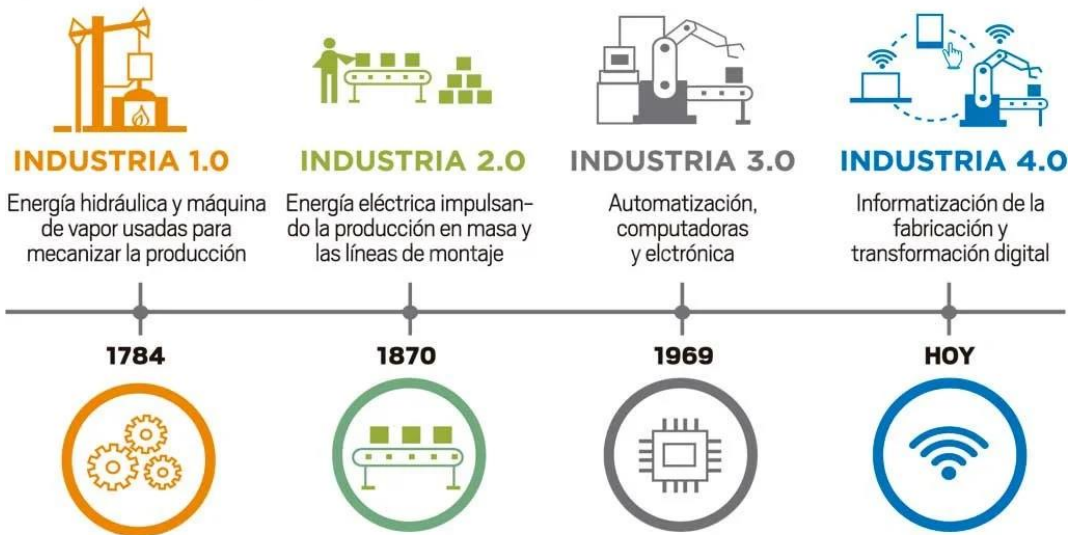 INDUSTRIA 1.0
Energía hidráulica y máquina
de vapor usadas para
mecanizar la producción
INDUSTRIA 2.0
Energía eléctrica impulsan-
do la producción en masa y
las líneas de montaje
INDUSTRIA 3.0
Automatización,
computadoras
y elctrónica
INDUSTRIA 4.0
Informatización de la
fabricación y
transformación digital
1784
1870
1969
HOY